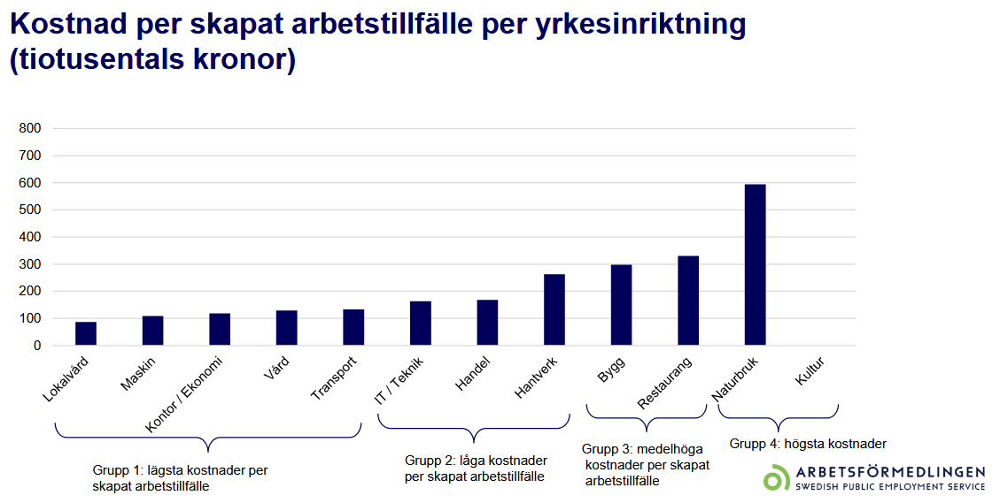 Kostnad per skapat arbetstillfälle per yrkesinriktning
(tiotusentals kronor)
800
700
600
500
400
300
200
100
0
Lokalvård
Maskin
Kontor / Ekonomi
Vård
Transport
IT / Teknik
Handel
Hantverk
Bygg
Restaurang
Naturbruk
Kultur
Grupp 1: lägsta kostnader per
skapat arbetstillfälle
Grupp 2: låga kostnader
per skapat arbetstillfälle
Grupp 3: medelhöga
kostnader per skapat
arbetstillfälle
Grupp 4: högsta kostnader
ARBETSFÖRMEDLINGEN
SWEDISH PUBLIC EMPLOYMENT SERVICE